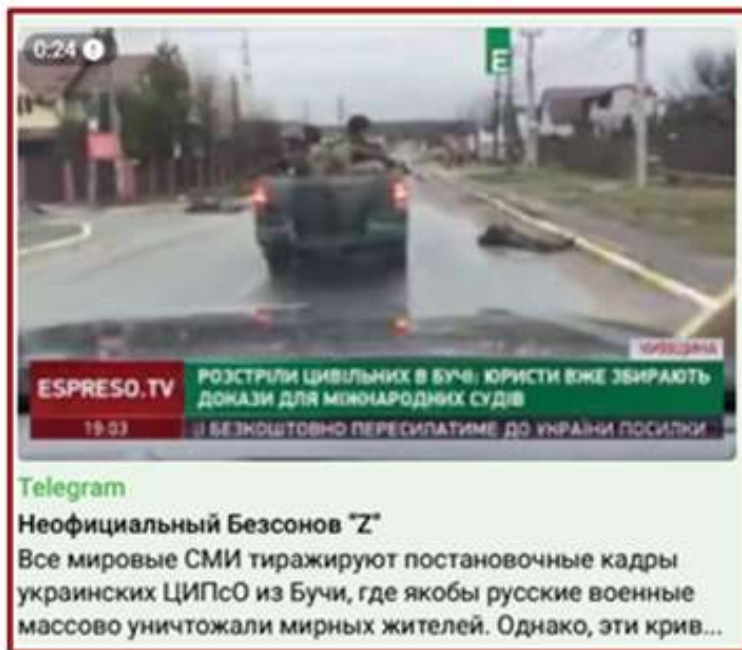 0:24
E
КИЇВЩИНА
ESPRESO.TV
РОЗСТРІЛИ ЦИВІЛЬНИХ В БУЧІ: ЮРИСТИ ВЖЕ ЗБИРАЮТЬ
ДОКАЗИ ДЛЯ МІЖНАРОДНИХ СУДІВ
19:03
І БЕЗКОШТОВНО ПЕРЕСИЛАТИМЕ ДО УКРАЇНИ ПОСИЛКИ
Telegram
Неофициальный Безсонов "Z"
Все мировые СМИ тиражируют постановочные кадры
украинских ЦИПсО из Бучи, где якобы русские военные
массово уничтожали мирных жителей. Однако, эти крив...